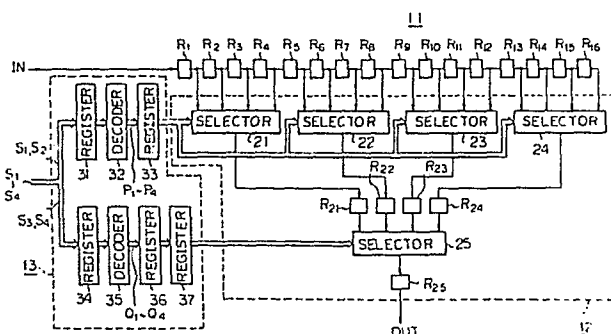 11
R1 R2 R3 R4 R5 R6 R7 R8 R9 R10 R11 R12 R13 R14 R15 R16
IN
REGISTER
DECODER
REGISTER
SELECTOR
SELECTOR
SELECTOR
SELECTOR
31
32
33
21
22
23
24
S1,S2
P1~P4
R22
R23
S1
S4
R21
R24
S3,S4
REGISTER
DECODER
REGISTER
REGISTER
SELECTOR
25
13
34
35
36
37
Q1~Q4
R25
OUT
12